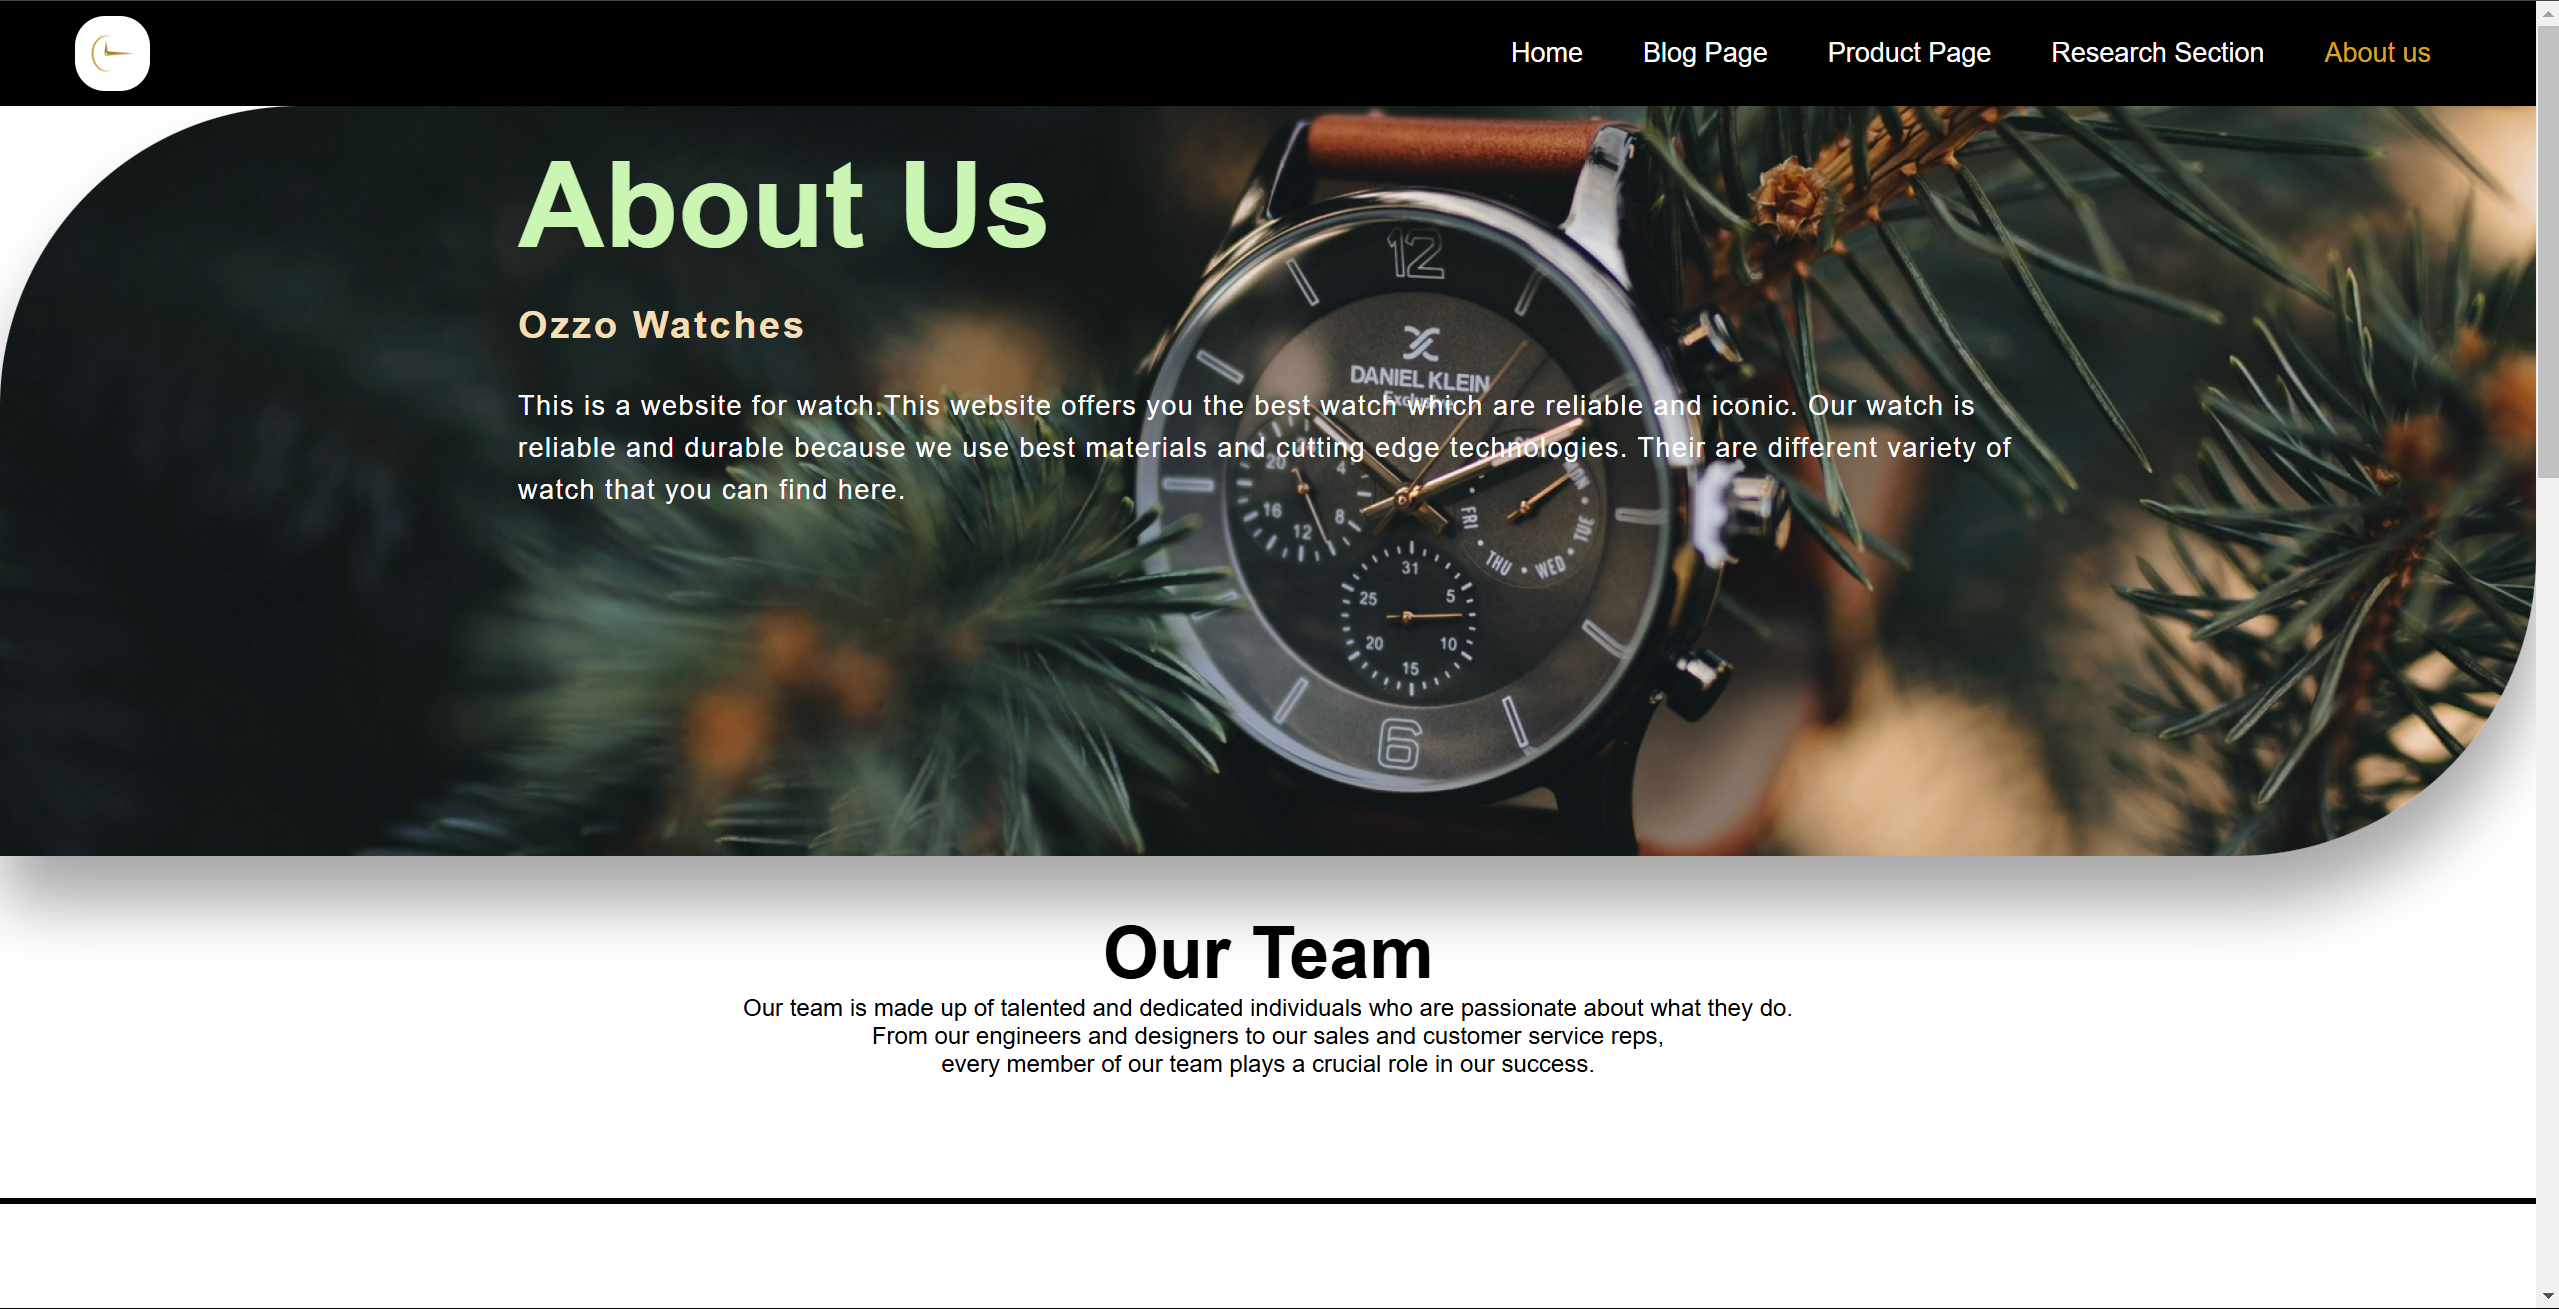 Home Blog Page Product Page Research Section About us
About Us
Ozzo Watches
This is a website for watch.This website offers you the best watch which are reliable and iconic. Our watch is
reliable and durable because we use best materials and cutting edge technologies. Their are different variety of
watch that you can find here.
12
DANIEL KLEIN
Exclusive
20 4
16 8
12
FRI THU WED TUE MON
31
25 5
20 10
15
6
Our Team
Our team is made up of talented and dedicated individuals who are passionate about what they do.
From our engineers and designers to our sales and customer service reps,
every member of our team plays a crucial role in our success.